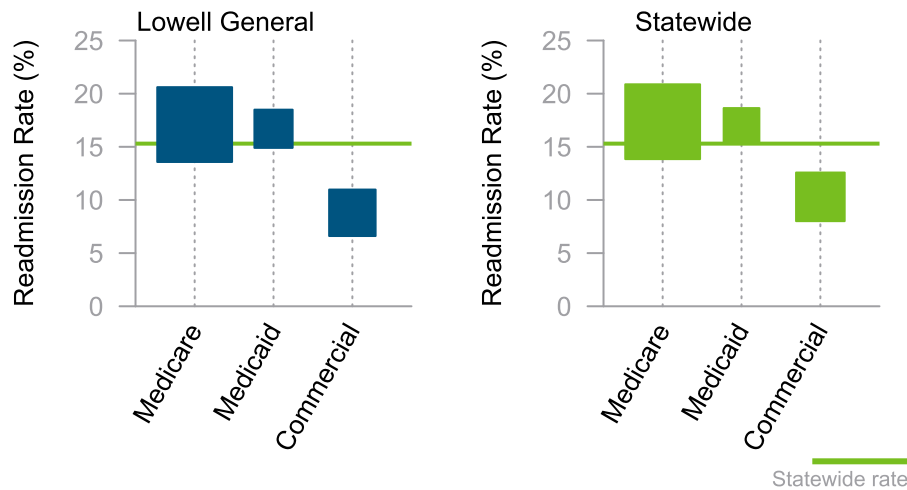 Lowell General
Readmission Rate (%)
25
20
15
10
5
0
Medicare
Medicaid
Commercial
Statewide
Readmission Rate (%)
25
20
15
10
5
0
Medicare
Medicaid
Commercial
Statewide rate